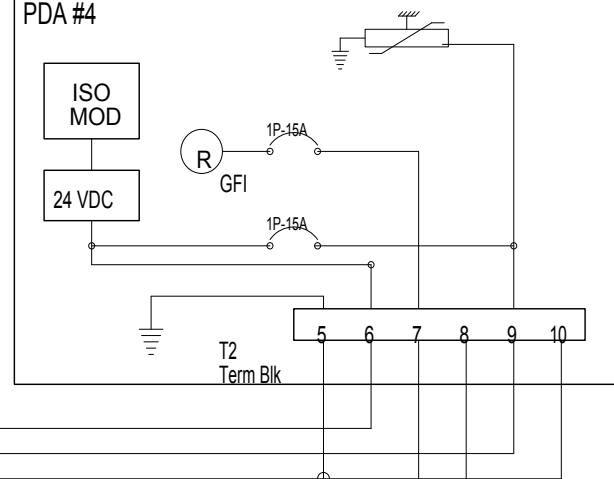 PDA #4
ISO
MOD
1P-15A
R
GFI
24 VDC
1P-15A
5 6 7 8 9 10
T2
Term Blk